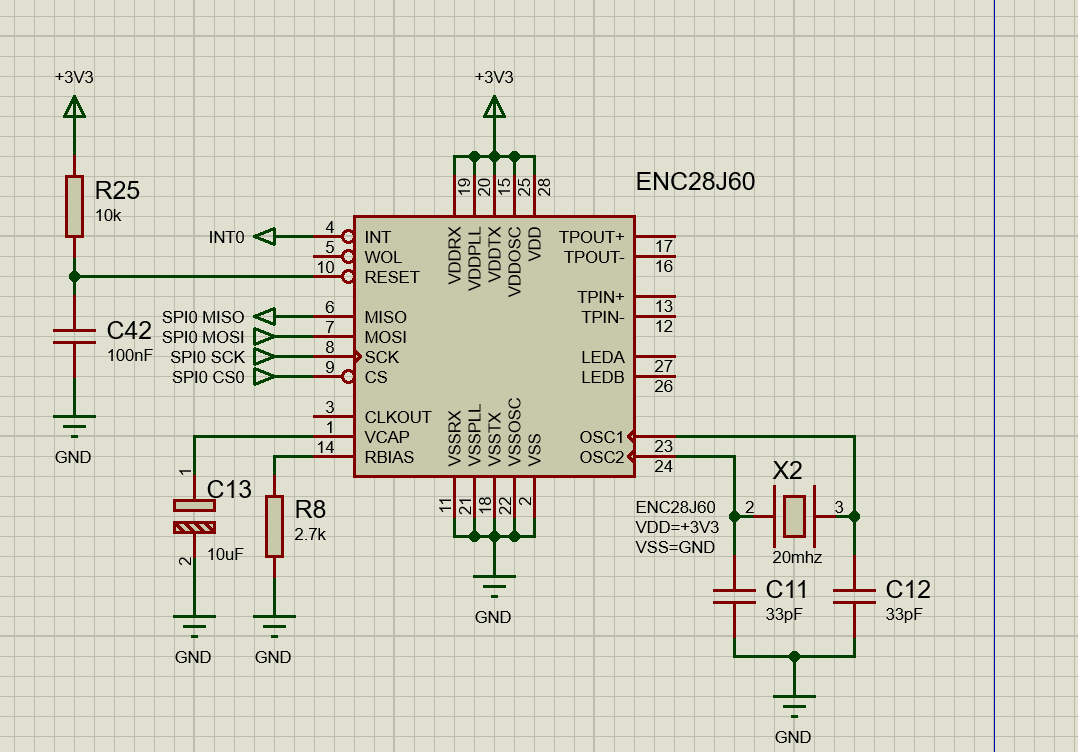 +3V3
+3V3
R25
10k
ENC28J60
19
20
15
25
28
INT0
4
INT
5
WOL
10
RESET
VDDRX
VDDPLL
VDDTX
VDDOSC
VDD
TPOUT+
17
TPOUT-
16
TPIN+
13
TPIN-
12
C42
100nF
SPI0 MISO
6
MISO
SPI0 MOSI
7
MOSI
SPI0 SCK
8
SCK
SPI0 CS0
9
CS
LEDA
27
LEDB
26
3
CLKOUT
1
VCAP
14
RBIAS
VSSRX
VSSPLL
VSSTX
VSSOSC
VSS
OSC1
23
OSC2
24
GND
1
C13
10uF
2
R8
2.7k
11
21
18
22
2
ENC28J60
VDD=+3V3
VSS=GND
X2
2
3
20mhz
C11
33pF
C12
33pF
GND
GND
GND
GND